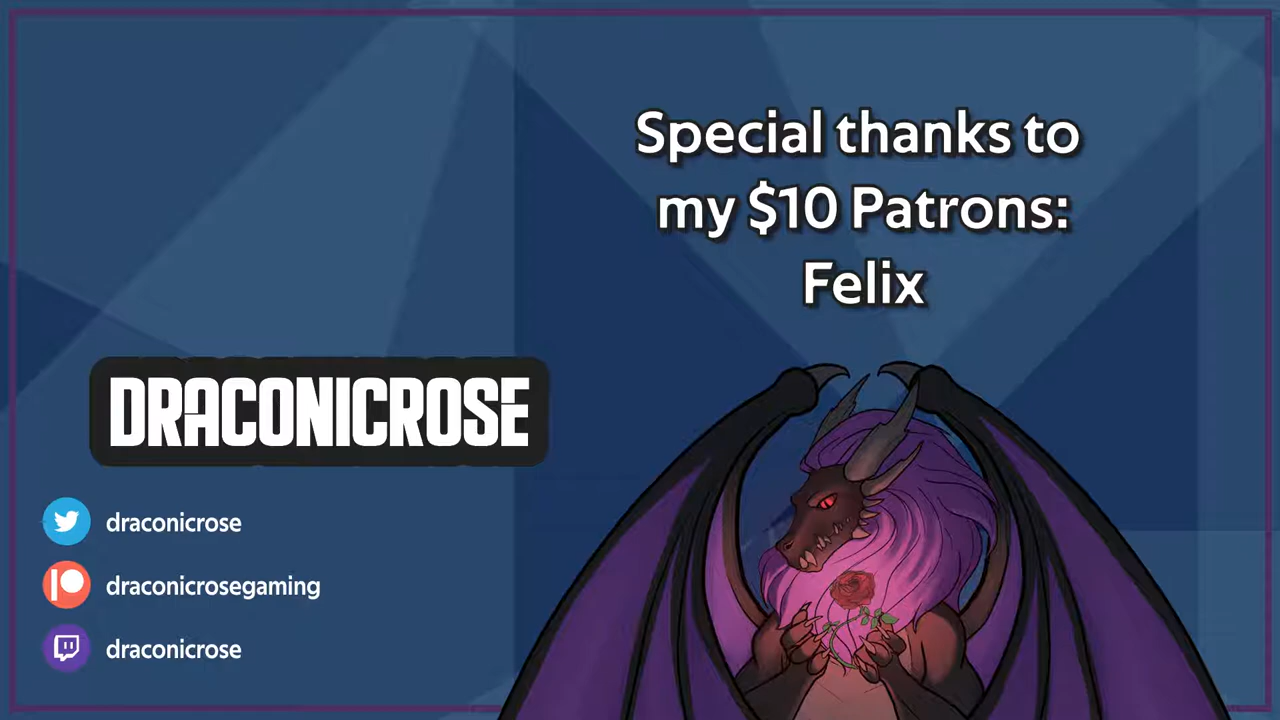 Special thanks to
my $10 Patrons:
Felix
DRACONICROSE
draconicrose
draconicrosegaming
draconicrose